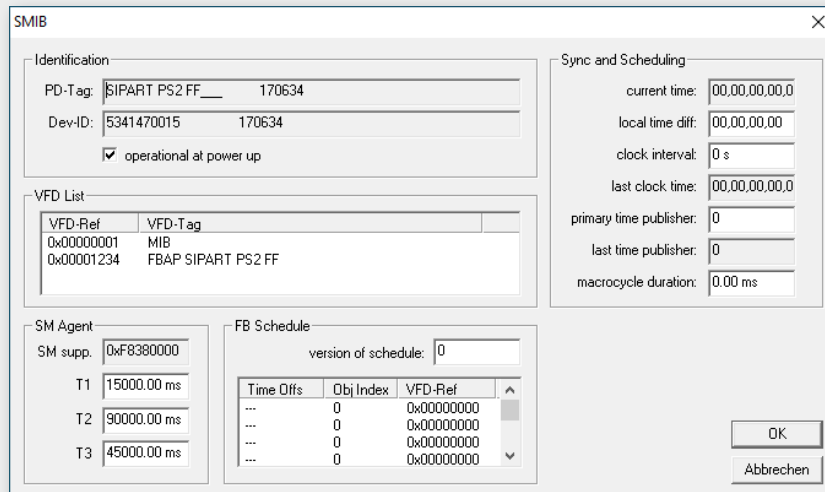 SMIB
Identification
PD-Tag: SIPART PS2 FF___ 170634
Dev-ID: 5341470015 170634
operational at power up
VFD List
VFD-Ref VFD-Tag
0x00000001 MIB
0x00001234 FBAP SIPART PS2 FF
SM Agent
SM supp. 0xF8380000
T1 15000.00 ms
T2 90000.00 ms
T3 45000.00 ms
FB Schedule
version of schedule: 0
Time Offs Obj Index VFD-Ref
--- 0 0x00000000
--- 0 0x00000000
--- 0 0x00000000
--- 0 0x00000000
Sync and Scheduling
current time: 00,00,00,00,0
local time diff: 00,00,00,00
clock interval: 0 s
last clock time: 00,00,00,00,0
primary time publisher: 0
last time publisher: 0
macrocycle duration: 0.00 ms
OK
Abbrechen